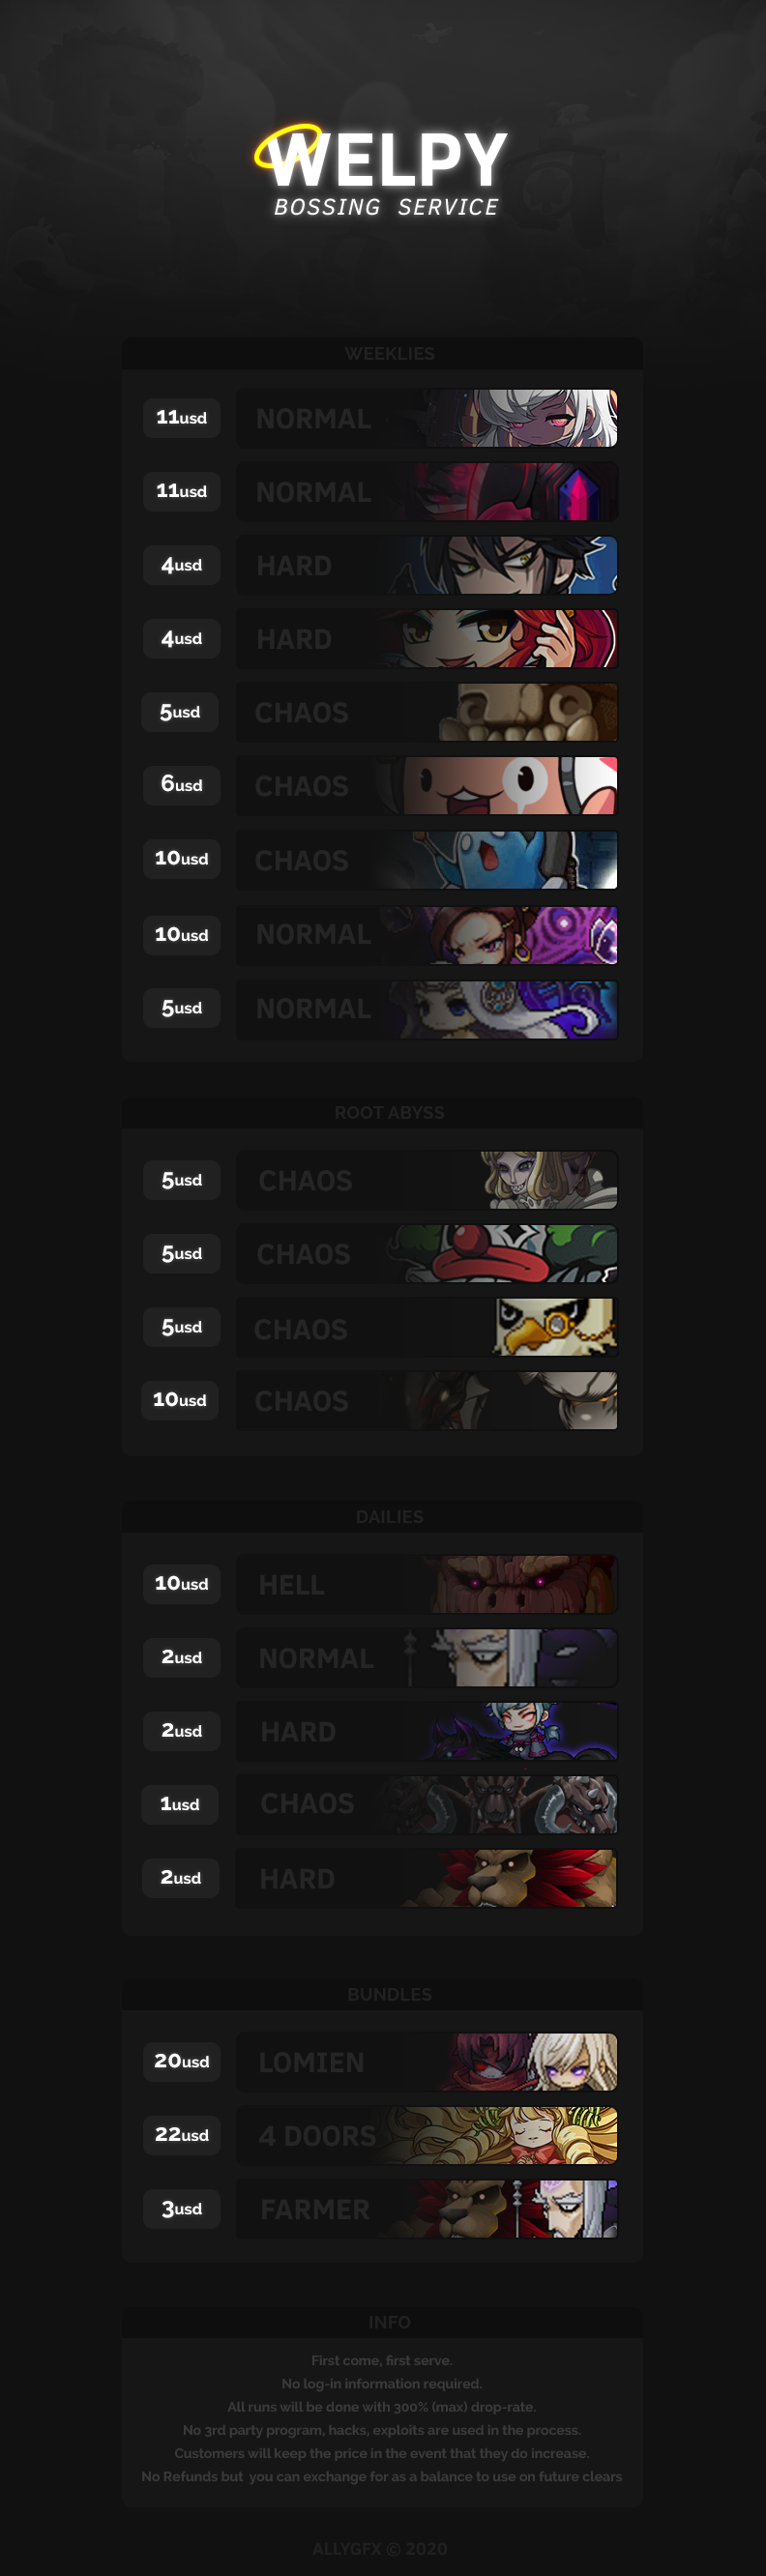 WELPY
BOSSING SERVICE
WEEKLIES
11usd NORMAL
11usd NORMAL
4usd HARD
4usd HARD
5usd CHAOS
6usd CHAOS
10usd CHAOS
10usd NORMAL
5usd NORMAL
ROOT ABYSS
5usd CHAOS
5usd CHAOS
5usd CHAOS
10usd CHAOS
DAILIES
10usd HELL
2usd NORMAL
2usd HARD
1usd CHAOS
2usd HARD
BUNDLES
20usd LOMIEN
22usd 4 DOORS
3usd FARMER
INFO
First come, first serve.
No log-in information required.
All runs will be done with 300% (max) drop-rate.
No 3rd party program, hacks, exploits are used in the process.
Customers will keep the price in the event that they do increase.
No Refunds but you can exchange for as a balance to use on future clears
ALLYGFX © 2020